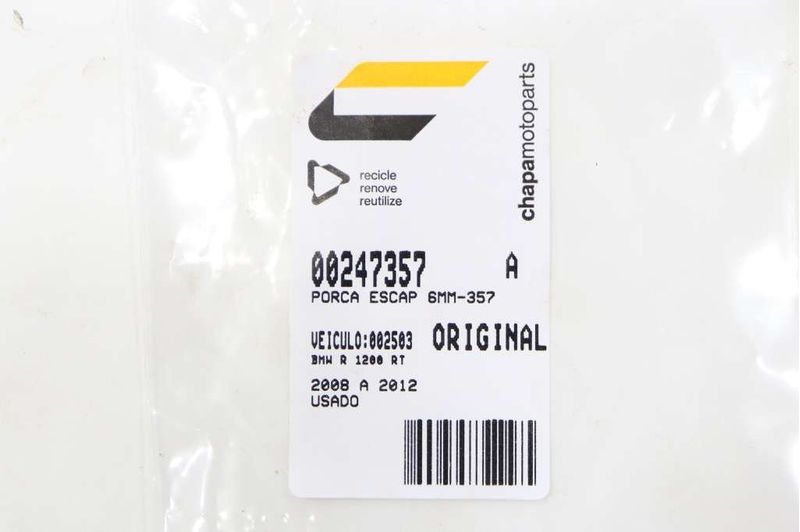 chapamotoparts
recicle
renove
reutilize
00247357 A
PORCA ESCAP 6MM-357
VEICULO:002503 ORIGINAL
BMW R 1200 RT
2008 A 2012
USADO